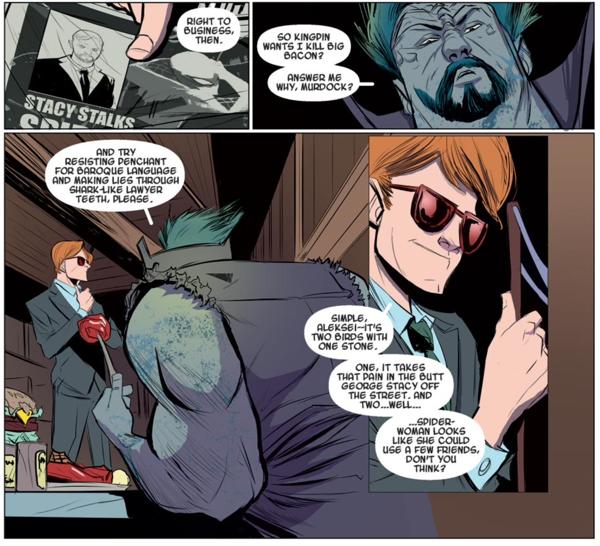 RIGHT TO
BUSINESS,
THEN.
STACY STALKS
SO KINGPIN
WANTS I KILL BIG
BACON?
ANSWER ME
WHY, MURDOCK?
AND TRY
RESISTING PENCHANT
FOR BAROQUE LANGUAGE
AND MAKING LIES THROUGH
SHARK-LIKE LAWYER
TEETH, PLEASE.
SIMPLE,
ALEKSEI--IT'S
TWO BIRDS WITH
ONE STONE.
ONE, IT TAKES
THAT PAIN IN THE BUTT
GEORGE STACY OFF
THE STREET. AND
TWO...WELL...
...SPIDER-
WOMAN LOOKS
LIKE SHE COULD
USE A FEW FRIENDS,
DON'T YOU
THINK?